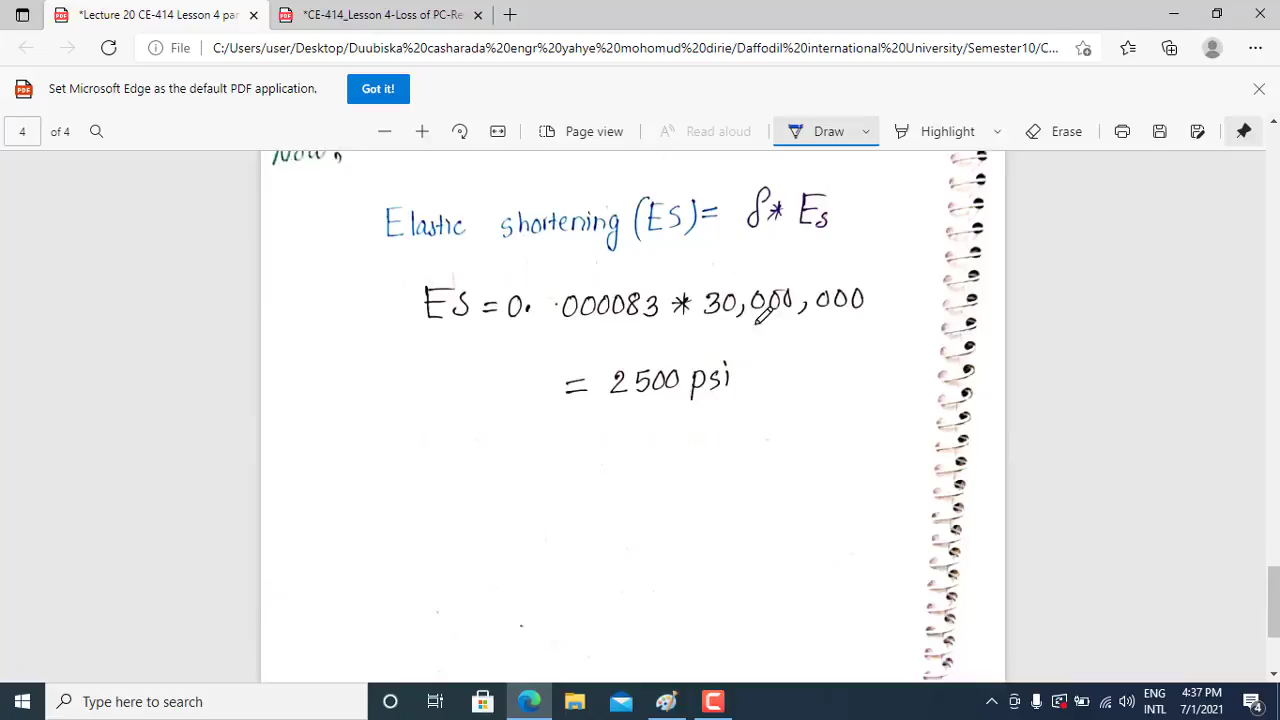 *Lecture 20 CE-414 Lesson 4 par
*CE-414_Lesson 4-Loss of PC-Re
File
C:/Users/user/Desktop/Duubiska%20casharada%20engr%20yahye%20mohomud%20dirie/Daffodil%20international%20University/Semester10/C...
Set Microsoft Edge as the default PDF application.
Got it!
4
of 4
Page view
Read aloud
Draw
Highlight
Erase
Now,
Elastic shortening (ES) = δ* Es
ES = 0. .000083 * 30,000,000
= 2500 psi
Type here to search
ENG
INTL
4:37 PM
7/1/2021
4